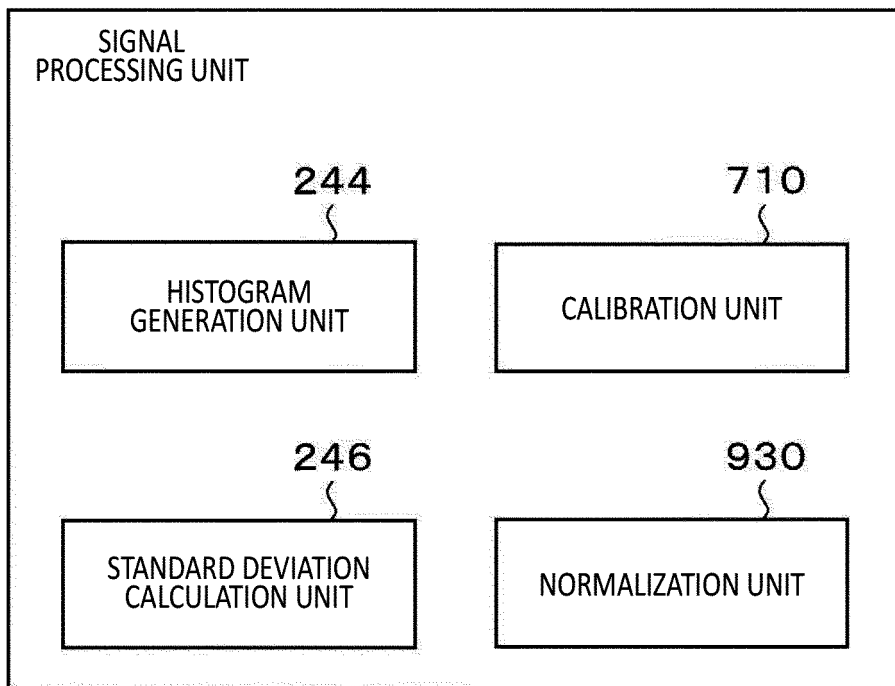 SIGNAL
PROCESSING UNIT
244
HISTOGRAM
GENERATION UNIT
710
CALIBRATION UNIT
246
STANDARD DEVIATION
CALCULATION UNIT
930
NORMALIZATION UNIT